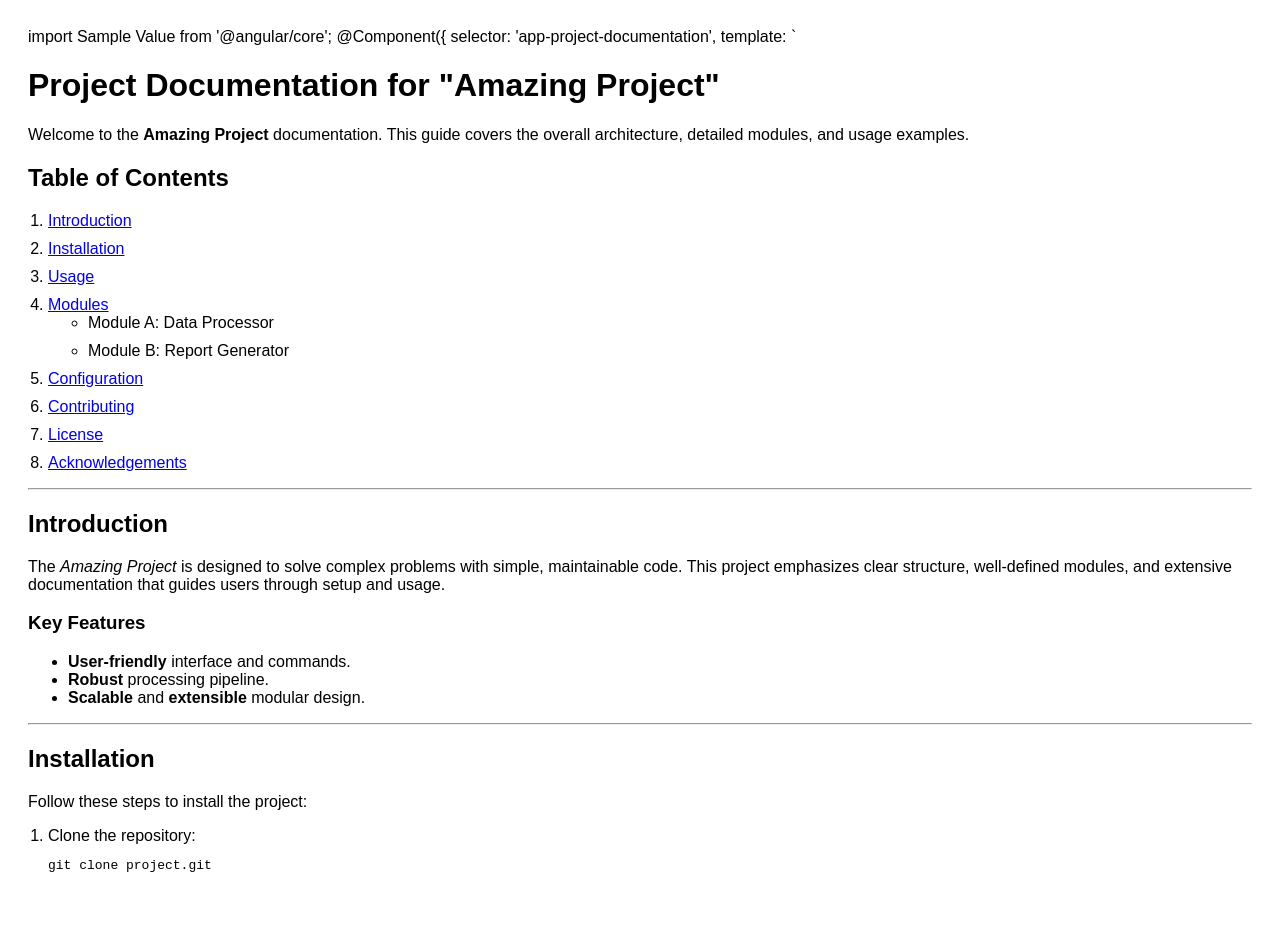 import Sample Value from '@angular/core'; @Component({ selector: 'app-project-documentation', template: `
Project Documentation for "Amazing Project"
Welcome to the Amazing Project documentation. This guide covers the overall architecture, detailed modules, and usage examples.
Table of Contents
1. Introduction
2. Installation
3. Usage
4. Modules
Module A: Data Processor
Module B: Report Generator
5. Configuration
6. Contributing
7. License
8. Acknowledgements
Introduction
The Amazing Project is designed to solve complex problems with simple, maintainable code. This project emphasizes clear structure, well-defined modules, and extensive
documentation that guides users through setup and usage.
Key Features
User-friendly interface and commands.
Robust processing pipeline.
Scalable and extensible modular design.
Installation
Follow these steps to install the project:
1. Clone the repository:
git clone project.git